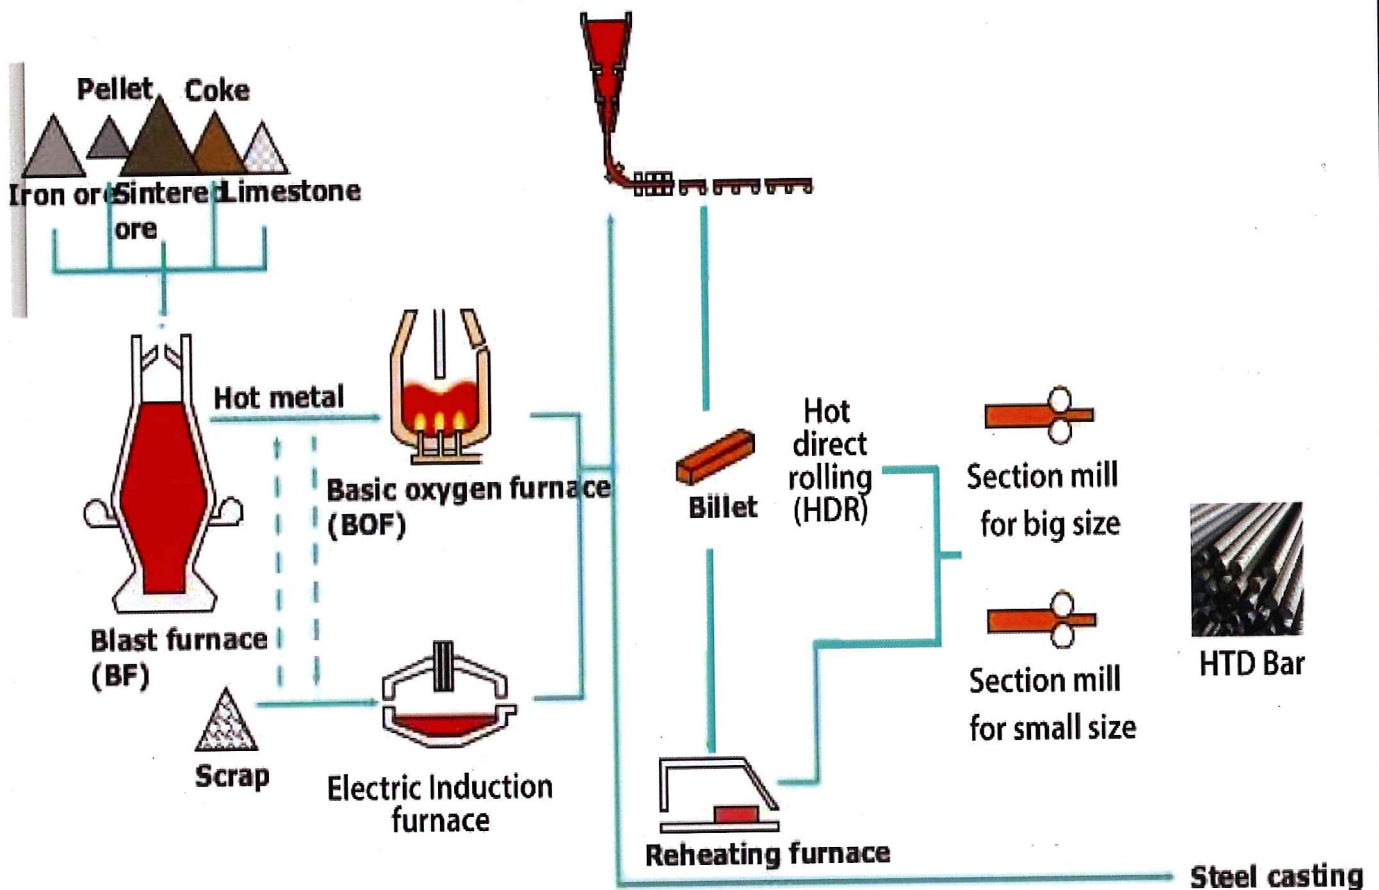 Pellet
Coke
Iron ore
Sintered
ore
Limestone
Hot metal
Basic oxygen furnace
(BOF)
Blast furnace
(BF)
Scrap
Electric Induction
furnace
Billet
Hot
direct
rolling
(HDR)
Reheating furnace
Section mill
for big size
Section mill
for small size
HTD Bar
Steel casting